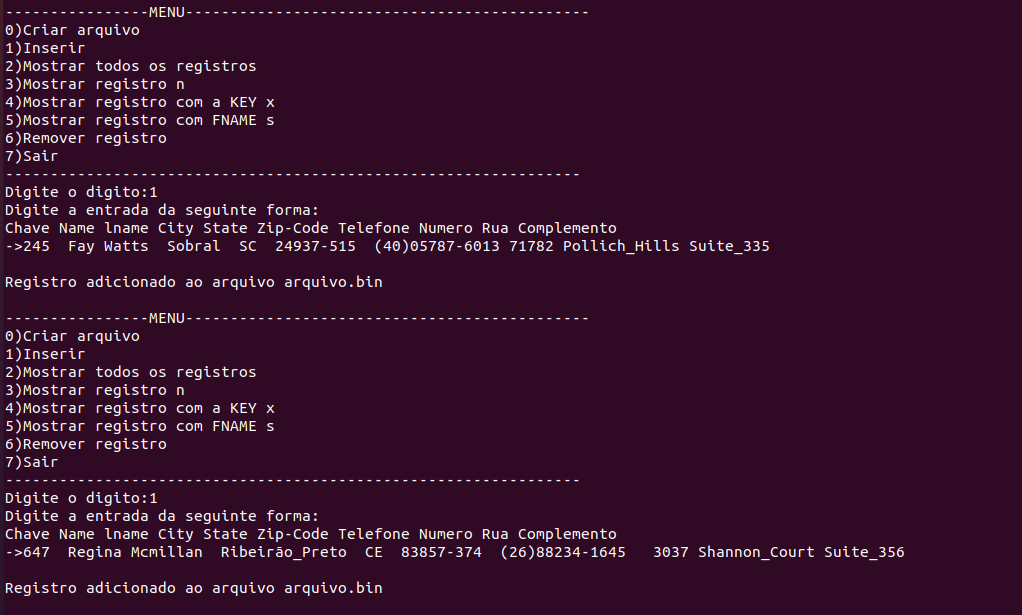 ----------------MENU---------------------------------------------
0)Criar arquivo
1)Inserir
2)Mostrar todos os registros
3)Mostrar registro n
4)Mostrar registro com a KEY x
5)Mostrar registro com FNAME s
6)Remover registro
7)Sair
----------------------------------------------------------------
Digite o digito:1
Digite a entrada da seguinte forma:
Chave Name lname City State Zip-Code Telefone Numero Rua Complemento
->245  Fay Watts  Sobral  SC  24937-515  (40)05787-6013 71782 Pollich_Hills Suite_335
Registro adicionado ao arquivo arquivo.bin
----------------MENU---------------------------------------------
0)Criar arquivo
1)Inserir
2)Mostrar todos os registros
3)Mostrar registro n
4)Mostrar registro com a KEY x
5)Mostrar registro com FNAME s
6)Remover registro
7)Sair
----------------------------------------------------------------
Digite o digito:1
Digite a entrada da seguinte forma:
Chave Name lname City State Zip-Code Telefone Numero Rua Complemento
->647  Regina Mcmillan  Ribeirão_Preto  CE  83857-374  (26)88234-1645   3037 Shannon_Court Suite_356
Registro adicionado ao arquivo arquivo.bin